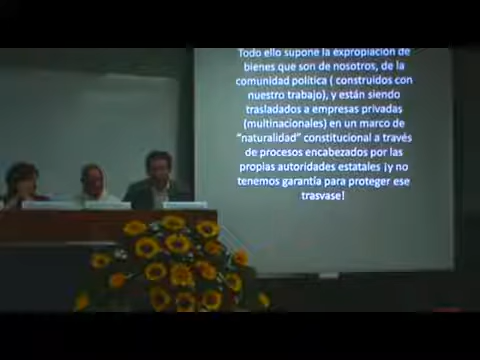 Todo ello supone la expropiación de
bienes que son de nosotros, de la
comunidad política ( construidos con
nuestro trabajo), y están siendo
trasladados a empresas privadas
(multinacionales) en un marco de
“naturalidad” constitucional a través
de procesos encabezados por las
propias autoridades estatales ¡y no
tenemos garantía para proteger ese
trasvase!